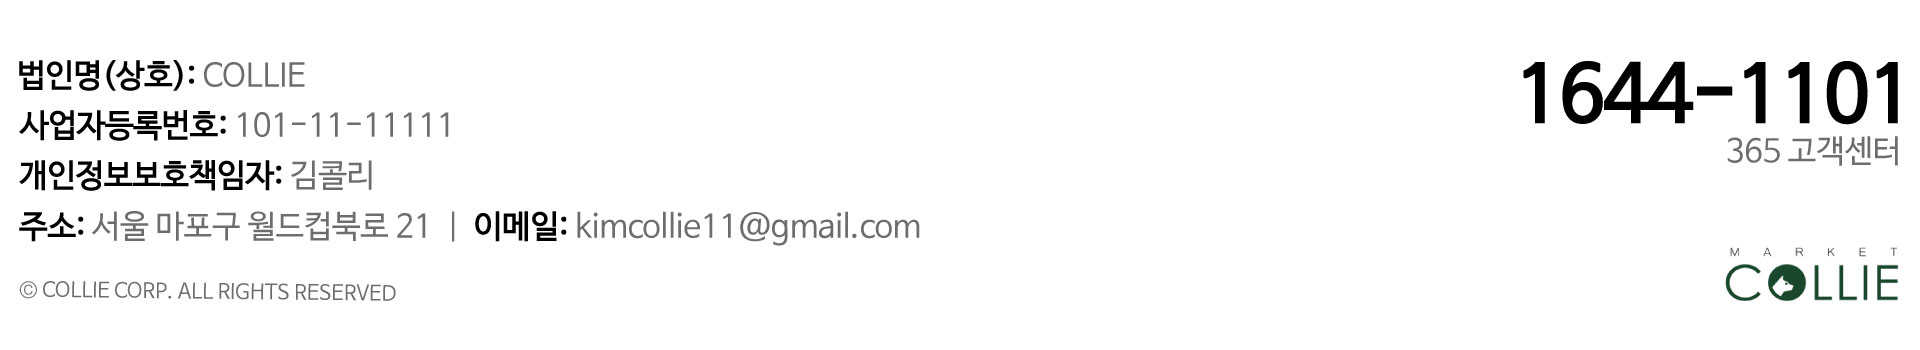 법인명(상호): COLLIE
사업자등록번호: 101-11-11111
개인정보보호책임자: 김콜리
주소: 서울 마포구 월드컵북로 21 | 이메일: kimcollie11@gmail.com
© COLLIE CORP. ALL RIGHTS RESERVED
1644-1101
365 고객센터
MARKET
COLLIE